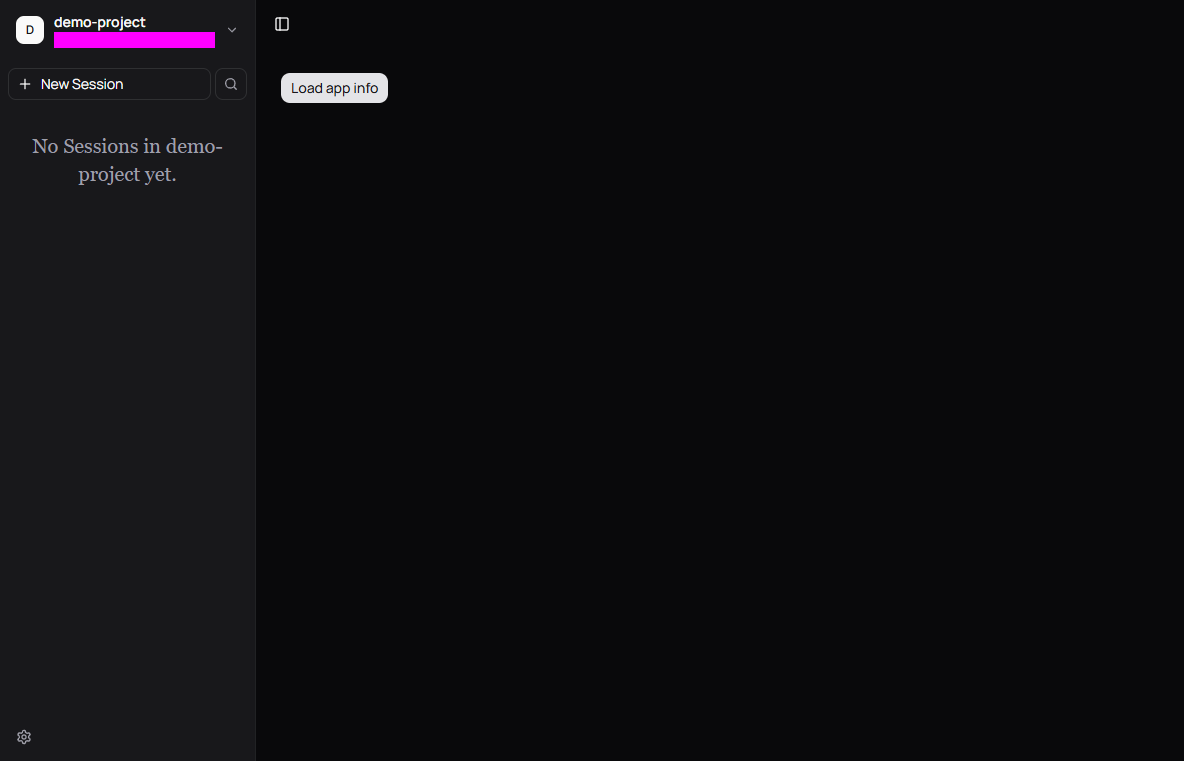 D
demo-project
New Session
Load app info
No Sessions in demo-
project yet.